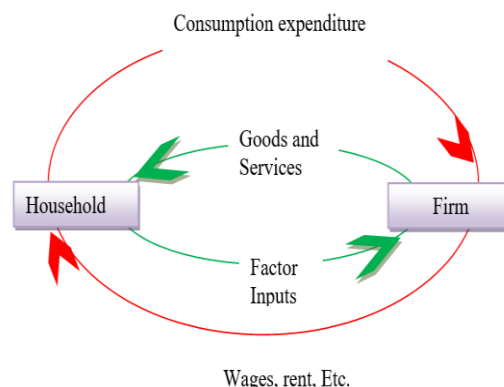 Consumption expenditure
Goods and
Services
Household
Firm
Factor
Inputs
Wages, rent, Etc.